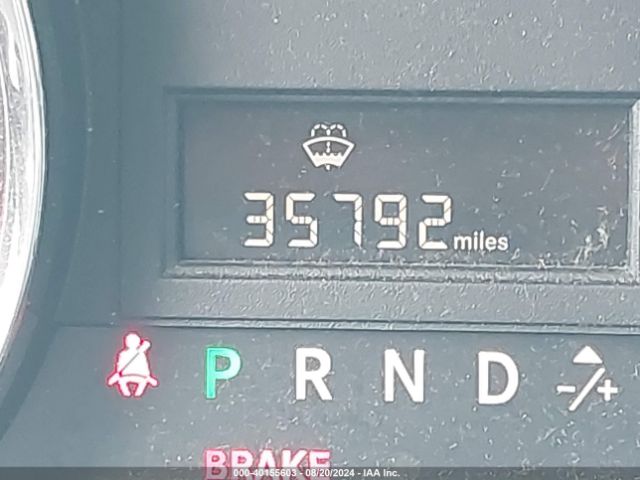 35792 miles
P R N D -/+
BRAKE
000-40155603 - 08/20/2024 - IAA Inc.